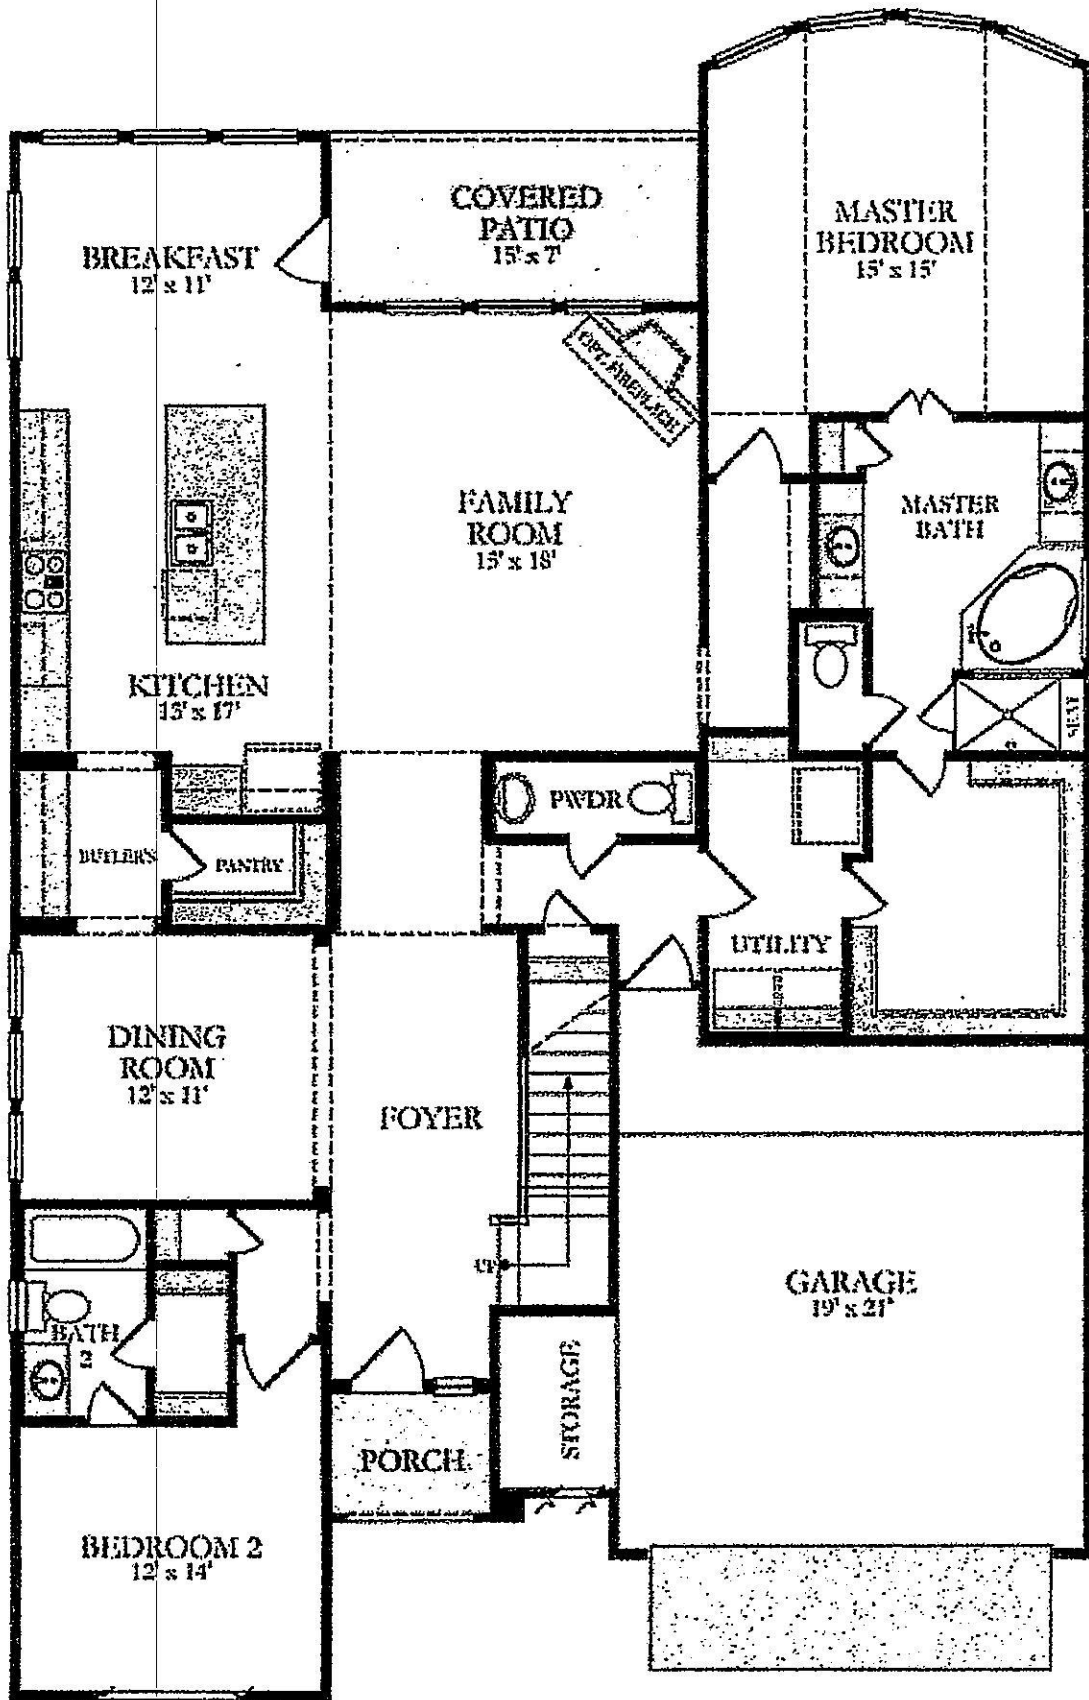 COVERED
PATIO
15' x 7'
MASTER
BEDROOM
15' x 15'
BREAKFAST
12' x 11'
OPT. FIREPLACE
FAMILY
ROOM
15' x 18'
MASTER
BATH
KITCHEN
13' x 17'
SEAT
PWDR
BUTLER'S
PANTRY
UTILITY
DINING
ROOM
12' x 11'
FOYER
UP
GARAGE
19' x 21'
BATH
2
STORAGE
PORCH
BEDROOM 2
12' x 14'